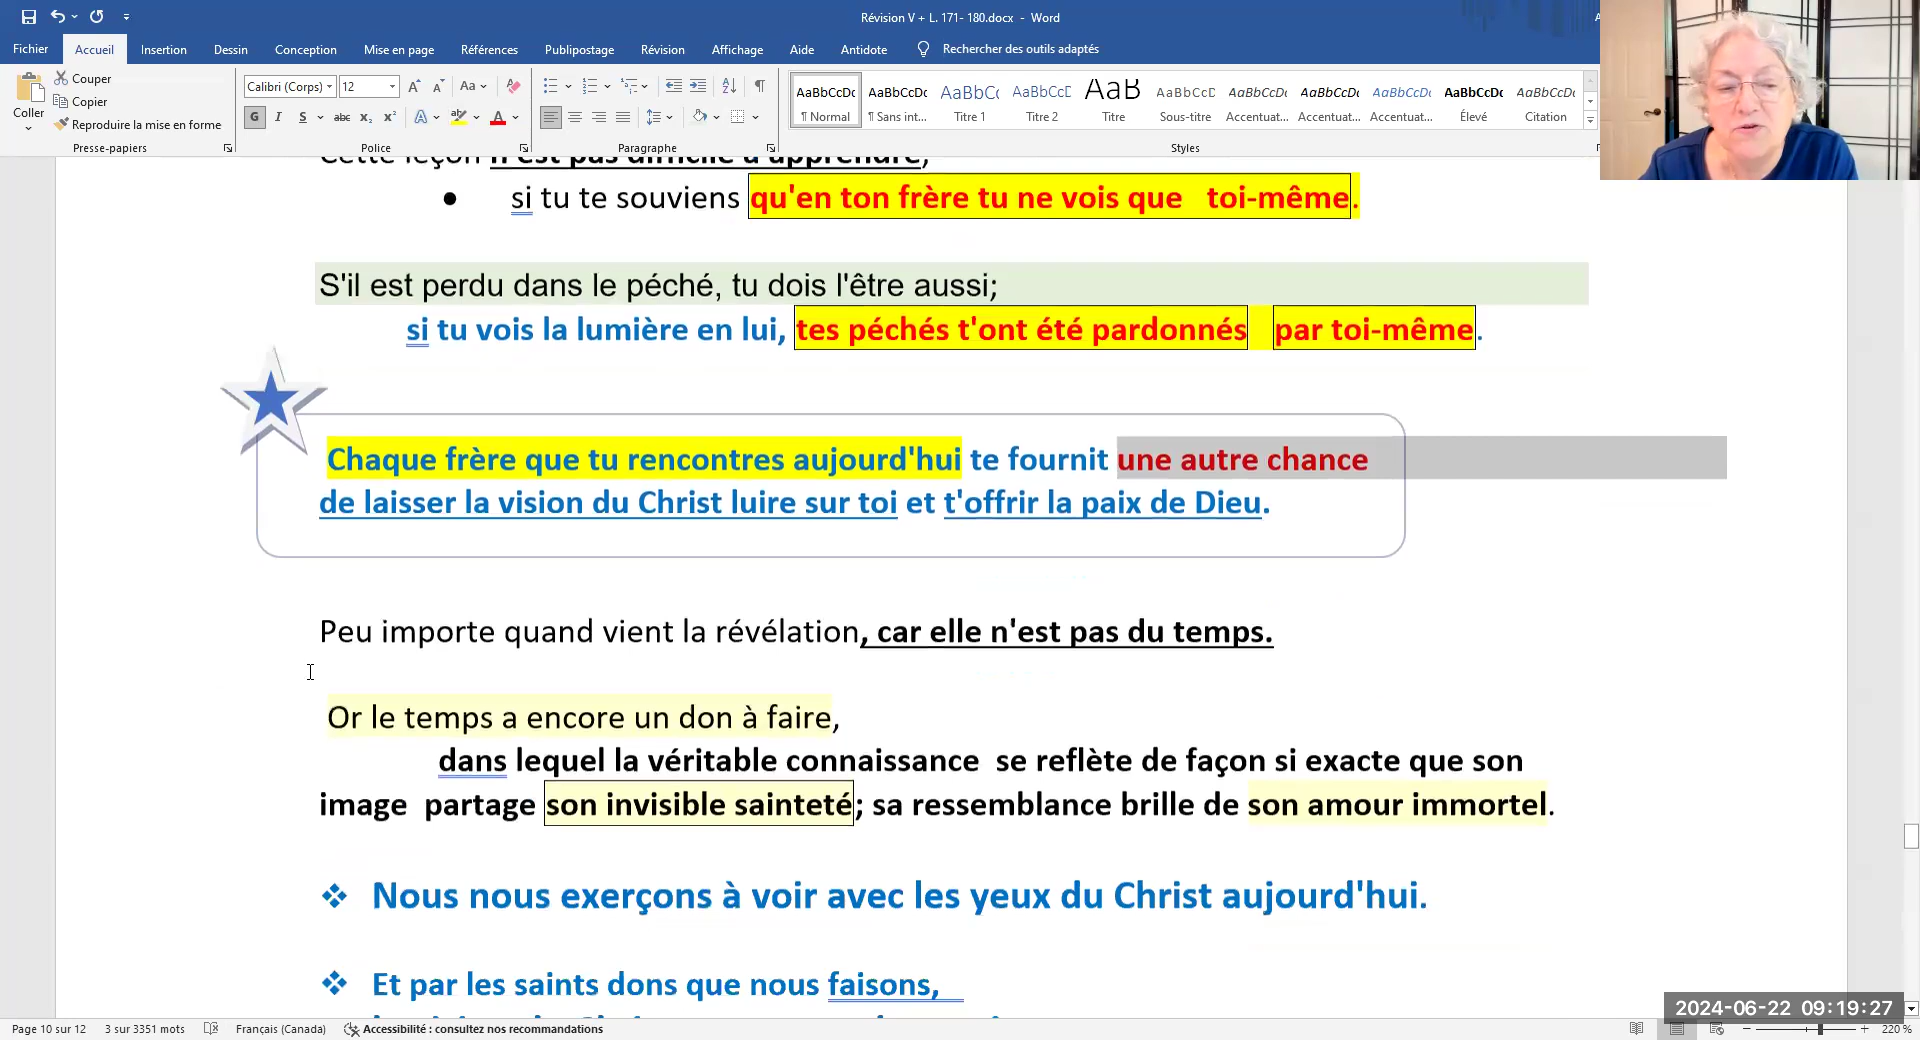 Révision V + L. 171- 180.docx - Word
Fichier Accueil Insertion Dessin Conception Mise en page Références Publipostage Révision Affichage Aide Antidote Rechercher des outils adaptés
Coller
Couper
Copier
Reproduire la mise en forme
Presse-papiers
Calibri (Corps) 12
G I S abc x₂ x²
Police
Paragraphe
AaBbCcDc AaBbCcDc AaBbCc AaBbCcD AaB AaBbCcD AaBbCcDc AaBbCcDc AaBbCcDc AaBbCcDc AaBbCcDc
¶ Normal ¶ Sans int... Titre 1 Titre 2 Titre Sous-titre Accentuat... Accentuat... Accentuat... Élevé Citation
Styles
Cette leçon n'est pas difficile à apprendre,
● si tu te souviens qu'en ton frère tu ne vois que toi-même.
S'il est perdu dans le péché, tu dois l'être aussi;
si tu vois la lumière en lui, tes péchés t'ont été pardonnés par toi-même.
Chaque frère que tu rencontres aujourd'hui te fournit une autre chance
de laisser la vision du Christ luire sur toi et t'offrir la paix de Dieu.
Peu importe quand vient la révélation, car elle n'est pas du temps.
Or le temps a encore un don à faire,
dans lequel la véritable connaissance se reflète de façon si exacte que son
image partage son invisible sainteté; sa ressemblance brille de son amour immortel.
❖ Nous nous exerçons à voir avec les yeux du Christ aujourd'hui.
❖ Et par les saints dons que nous faisons,
2024-06-22 09:19:27
Page 10 sur 12 3 sur 3351 mots Français (Canada) Accessibilité : consultez nos recommandations 220 %